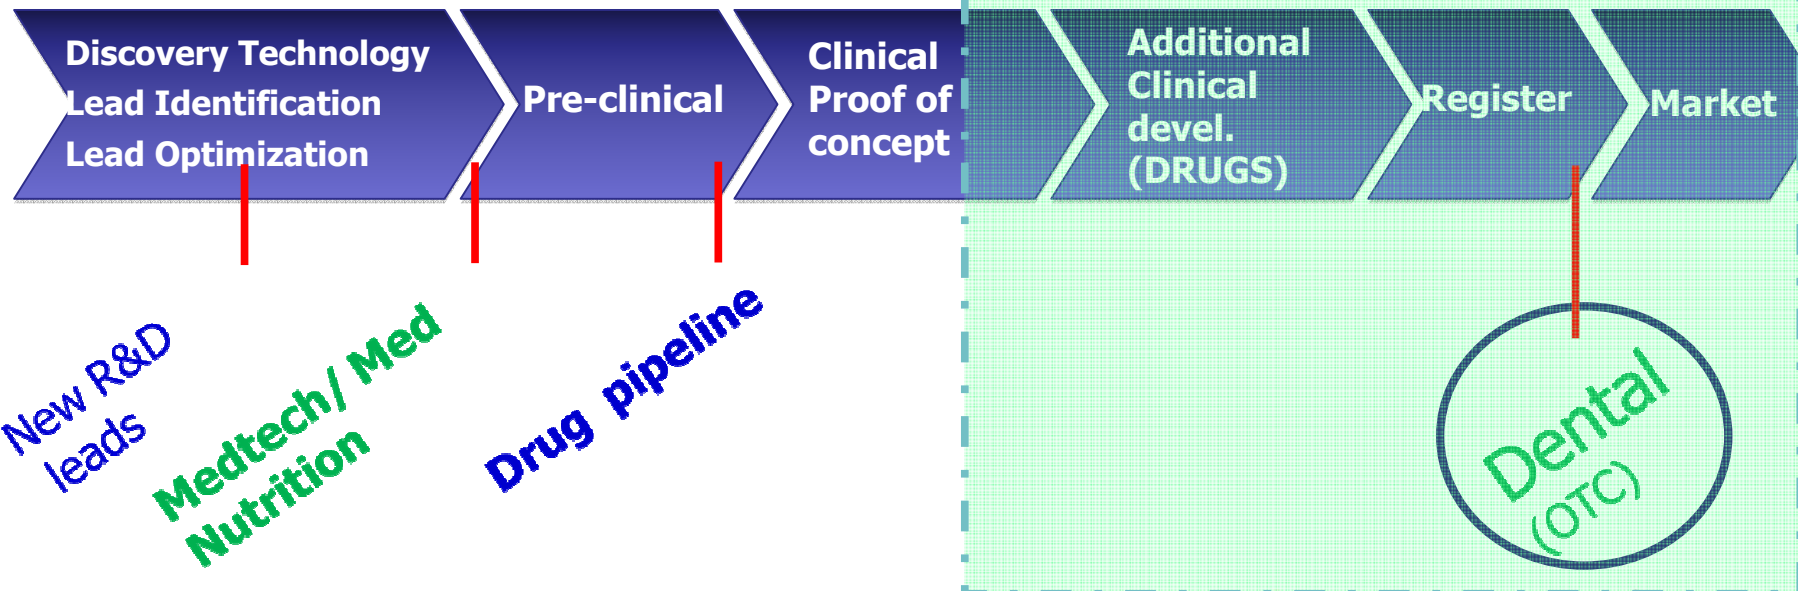 Discovery Technology
Lead Identification
Lead Optimization
Pre-clinical
Clinical
Proof of
concept
Additional
Clinical
devel.
(DRUGS)
Register
Market
New R&D
leads
Medtech/ Med
Nutrition
Drug pipeline
Dental
(OTC)